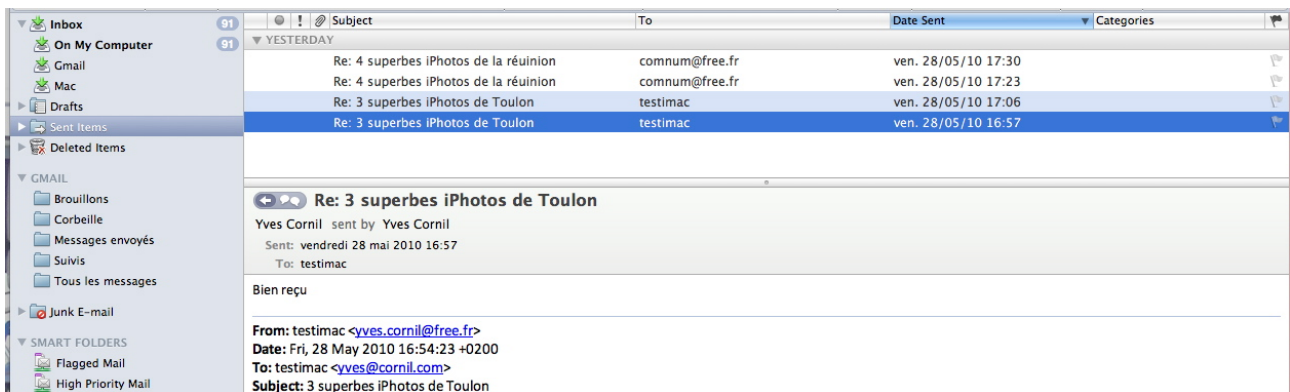 Inbox 91
On My Computer 91
Gmail
Mac
Drafts
Sent Items
Deleted Items
GMAIL
Brouillons
Corbeille
Messages envoyés
Suivis
Tous les messages
Junk E-mail
SMART FOLDERS
Flagged Mail
High Priority Mail
! Subject To Date Sent Categories
YESTERDAY
Re: 4 superbes iPhotos de la réuinion comnum@free.fr ven. 28/05/10 17:30
Re: 4 superbes iPhotos de la réuinion comnum@free.fr ven. 28/05/10 17:23
Re: 3 superbes iPhotos de Toulon testimac ven. 28/05/10 17:06
Re: 3 superbes iPhotos de Toulon testimac ven. 28/05/10 16:57
Re: 3 superbes iPhotos de Toulon
Yves Cornil sent by Yves Cornil
Sent: vendredi 28 mai 2010 16:57
To: testimac
Bien reçu
From: testimac <yves.cornil@free.fr>
Date: Fri, 28 May 2010 16:54:23 +0200
To: testimac <yves@cornil.com>
Subject: 3 superbes iPhotos de Toulon